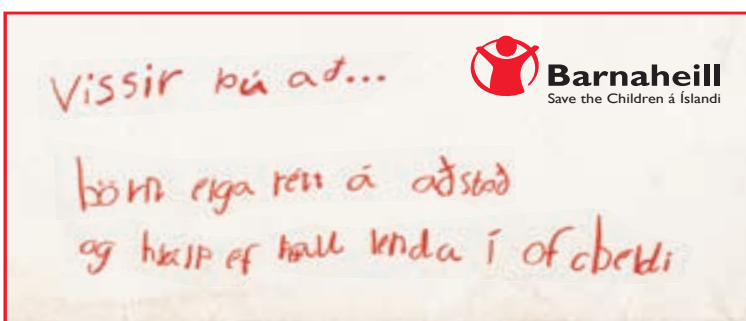 Vissir þú að...
Barnaheill
Save the Children á Íslandi
börn eiga rétt á aðstoð
og hjálp ef þau lenda í ofbeldi